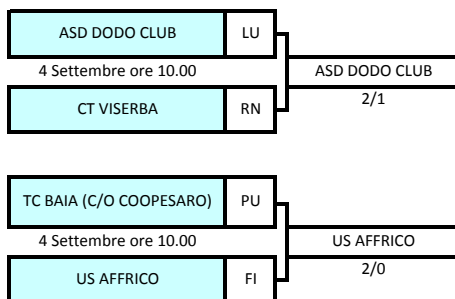 ASD DODO CLUB LU
4 Settembre ore 10.00 ASD DODO CLUB
CT VISERBA RN 2/1
TC BAIA (C/O COOPESARO) PU
4 Settembre ore 10.00 US AFFRICO
US AFFRICO FI 2/0